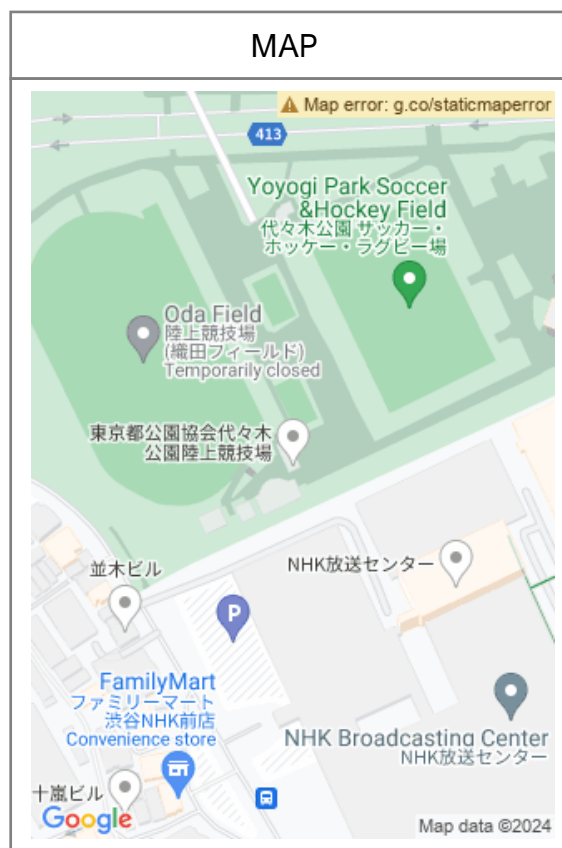 MAP
Map error: g.co/staticmaperror
413
Yoyogi Park Soccer
&Hockey Field
代々木公園 サッカー・
ホッケー・ラグビー場
Oda Field
陸上競技場
(織田フィールド)
Temporarily closed
東京都公園協会代々木
公園陸上競技場
NHK放送センター
並木ビル
P
FamilyMart
ファミリーマート
渋谷NHK前店
Convenience store
NHK Broadcasting Center
NHK放送センター
十嵐ビル
Google
Map data ©2024